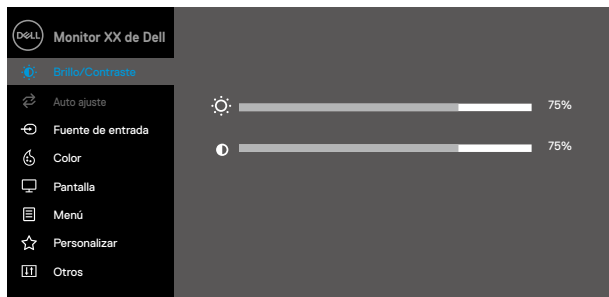 DELL
Monitor XX de Dell
Brillo/Contraste
Auto ajuste
75%
Fuente de entrada
Color
75%
Pantalla
Menú
Personalizar
Otros